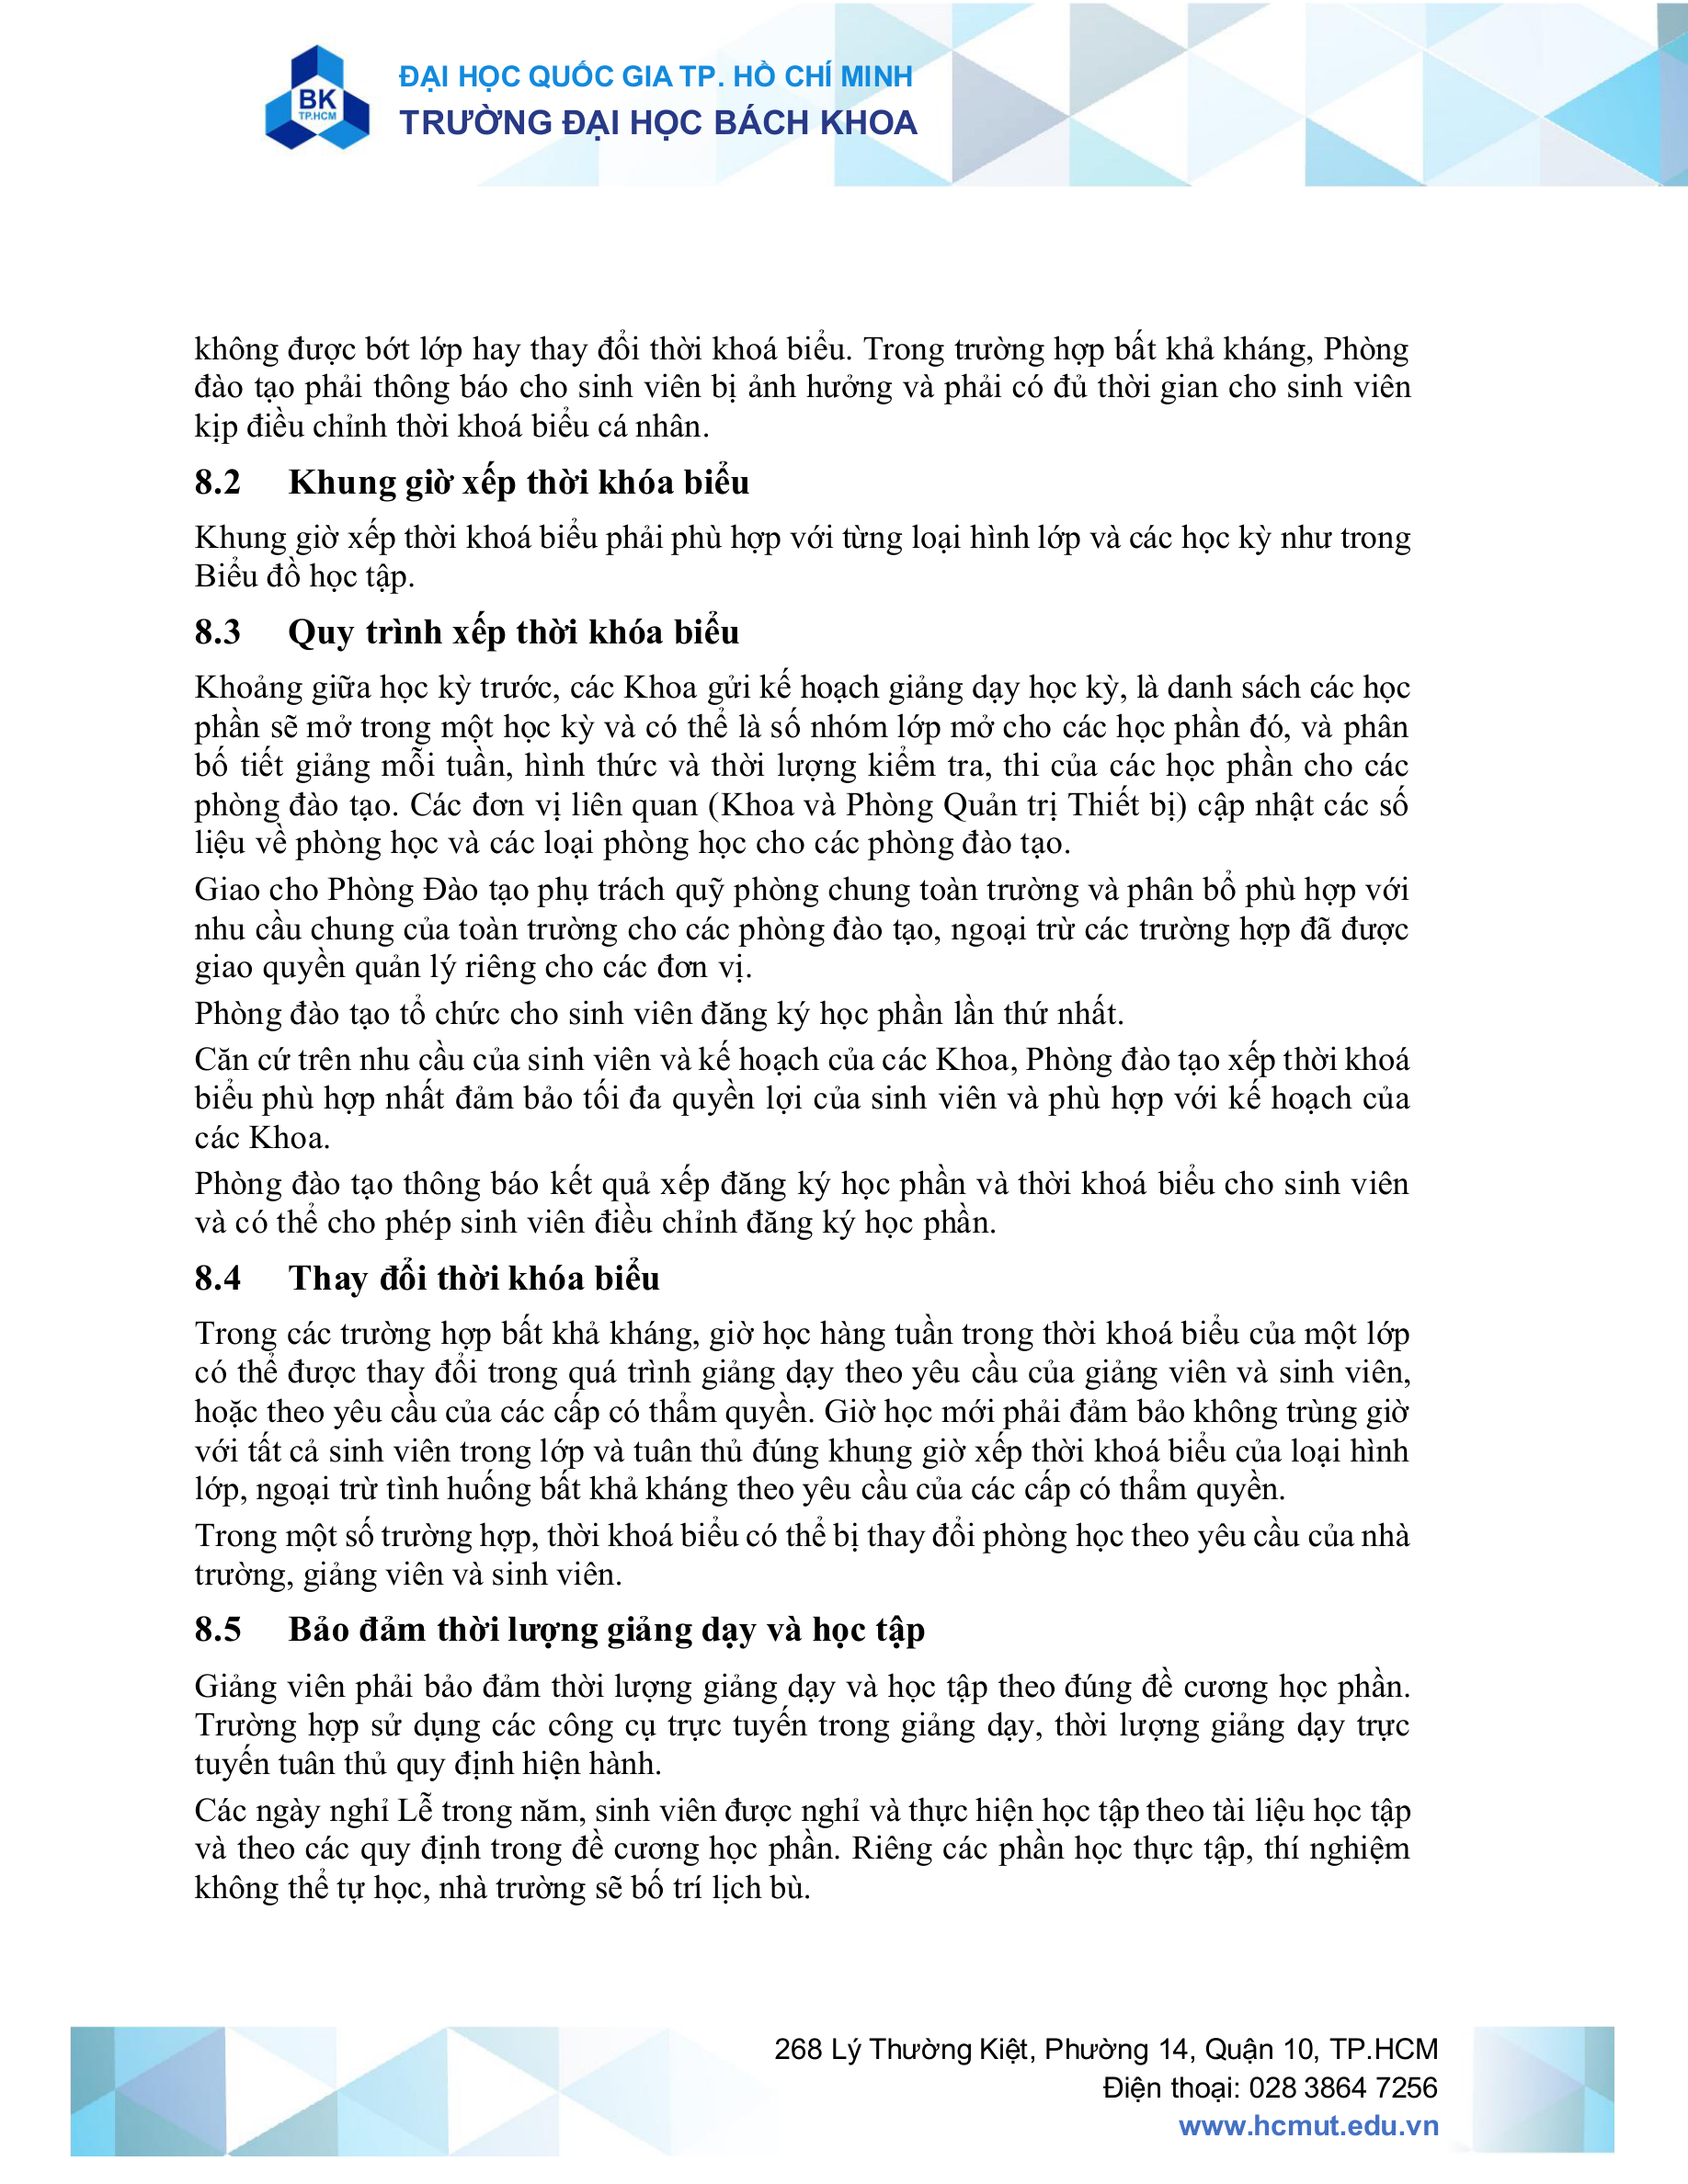 BK
TP.HCM
ĐẠI HỌC QUỐC GIA TP. HỒ CHÍ MINH
TRƯỜNG ĐẠI HỌC BÁCH KHOA
không được bớt lớp hay thay đổi thời khoá biểu. Trong trường hợp bất khả kháng, Phòng
đào tạo phải thông báo cho sinh viên bị ảnh hưởng và phải có đủ thời gian cho sinh viên
kịp điều chỉnh thời khoá biểu cá nhân.
8.2 Khung giờ xếp thời khóa biểu
Khung giờ xếp thời khoá biểu phải phù hợp với từng loại hình lớp và các học kỳ như trong
Biểu đồ học tập.
8.3 Quy trình xếp thời khóa biểu
Khoảng giữa học kỳ trước, các Khoa gửi kế hoạch giảng dạy học kỳ, là danh sách các học
phần sẽ mở trong một học kỳ và có thể là số nhóm lớp mở cho các học phần đó, và phân
bố tiết giảng mỗi tuần, hình thức và thời lượng kiểm tra, thi của các học phần cho các
phòng đào tạo. Các đơn vị liên quan (Khoa và Phòng Quản trị Thiết bị) cập nhật các số
liệu về phòng học và các loại phòng học cho các phòng đào tạo.
Giao cho Phòng Đào tạo phụ trách quỹ phòng chung toàn trường và phân bổ phù hợp với
nhu cầu chung của toàn trường cho các phòng đào tạo, ngoại trừ các trường hợp đã được
giao quyền quản lý riêng cho các đơn vị.
Phòng đào tạo tổ chức cho sinh viên đăng ký học phần lần thứ nhất.
Căn cứ trên nhu cầu của sinh viên và kế hoạch của các Khoa, Phòng đào tạo xếp thời khoá
biểu phù hợp nhất đảm bảo tối đa quyền lợi của sinh viên và phù hợp với kế hoạch của
các Khoa.
Phòng đào tạo thông báo kết quả xếp đăng ký học phần và thời khoá biểu cho sinh viên
và có thể cho phép sinh viên điều chỉnh đăng ký học phần.
8.4 Thay đổi thời khóa biểu
Trong các trường hợp bất khả kháng, giờ học hàng tuần trong thời khoá biểu của một lớp
có thể được thay đổi trong quá trình giảng dạy theo yêu cầu của giảng viên và sinh viên,
hoặc theo yêu cầu của các cấp có thẩm quyền. Giờ học mới phải đảm bảo không trùng giờ
với tất cả sinh viên trong lớp và tuân thủ đúng khung giờ xếp thời khoá biểu của loại hình
lớp, ngoại trừ tình huống bất khả kháng theo yêu cầu của các cấp có thẩm quyền.
Trong một số trường hợp, thời khoá biểu có thể bị thay đổi phòng học theo yêu cầu của nhà
trường, giảng viên và sinh viên.
8.5 Bảo đảm thời lượng giảng dạy và học tập
Giảng viên phải bảo đảm thời lượng giảng dạy và học tập theo đúng đề cương học phần.
Trường hợp sử dụng các công cụ trực tuyến trong giảng dạy, thời lượng giảng dạy trực
tuyến tuân thủ quy định hiện hành.
Các ngày nghỉ Lễ trong năm, sinh viên được nghỉ và thực hiện học tập theo tài liệu học tập
và theo các quy định trong đề cương học phần. Riêng các phần học thực tập, thí nghiệm
không thể tự học, nhà trường sẽ bố trí lịch bù.
268 Lý Thường Kiệt, Phường 14, Quận 10, TP.HCM
Điện thoại: 028 3864 7256
www.hcmut.edu.vn